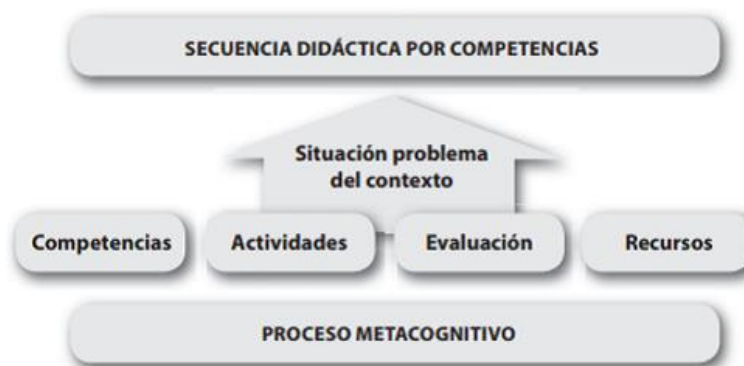 SECUENCIA DIDÁCTICA POR COMPETENCIAS
Situación problema
del contexto
Competencias
Actividades
Evaluación
Recursos
PROCESO METACOGNITIVO